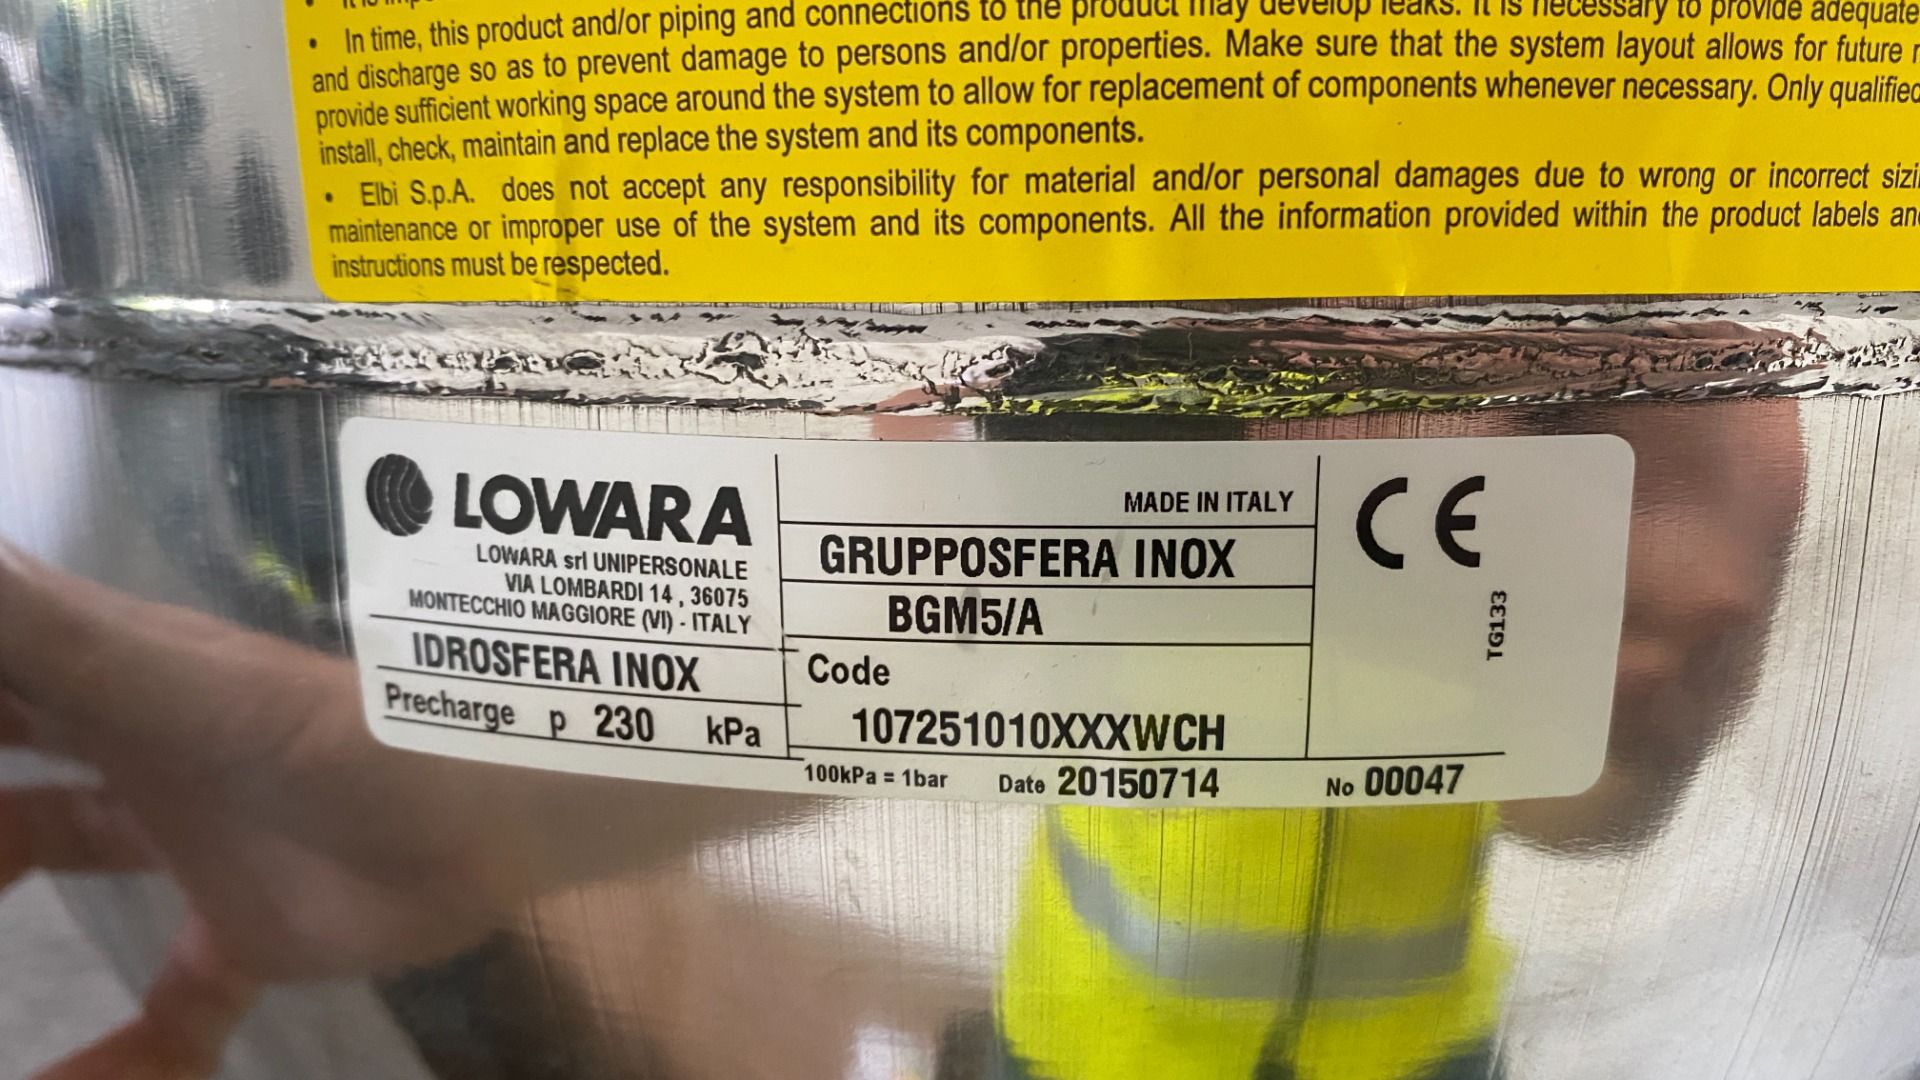 • It is
• In time, this product and/or piping and connections to the product may develop leaks. It is necessary to provide adequate
and discharge so as to prevent damage to persons and/or properties. Make sure that the system layout allows for future
provide sufficient working space around the system to allow for replacement of components whenever necessary. Only qualified
install, check, maintain and replace the system and its components.
• Elbi S.p.A. does not accept any responsibility for material and/or personal damages due to wrong or incorrect
maintenance or improper use of the system and its components. All the information provided within the product labels and
instructions must be respected.
LOWARA
LOWARA srl UNIPERSONALE
VIA LOMBARDI 14 , 36075
MONTECCHIO MAGGIORE (VI) - ITALY
IDROSFERA INOX
Precharge p 230 kPa
MADE IN ITALY
GRUPPOSFERA INOX
BGM5/A
Code
107251010XXXWCH
100kPa = 1bar Date 20150714 No 00047
CE
TG133